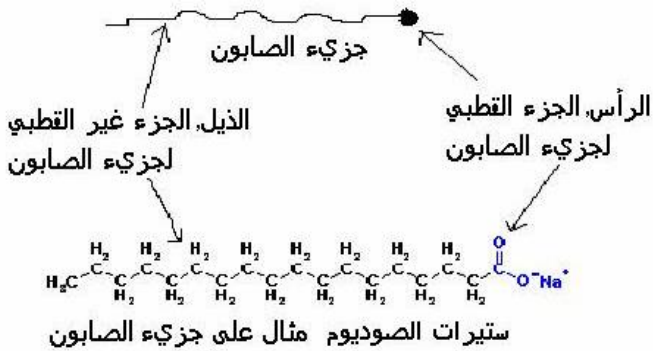 جزيء الصابون
الرأس,الجزء القطبي
لجزيء الصابون
الذيل,الجزء غير القطبي
لجزيء الصابون
H₂ H₂ H₂ H₂ H₂ H₂ H₂ H₂ O
H₃C C C C C C C C C C C C C C C C C O⁻Na⁺
H₂ H₂ H₂ H₂ H₂ H₂ H₂ H₂
ستيرات الصوديوم مثال على جزيء الصابون